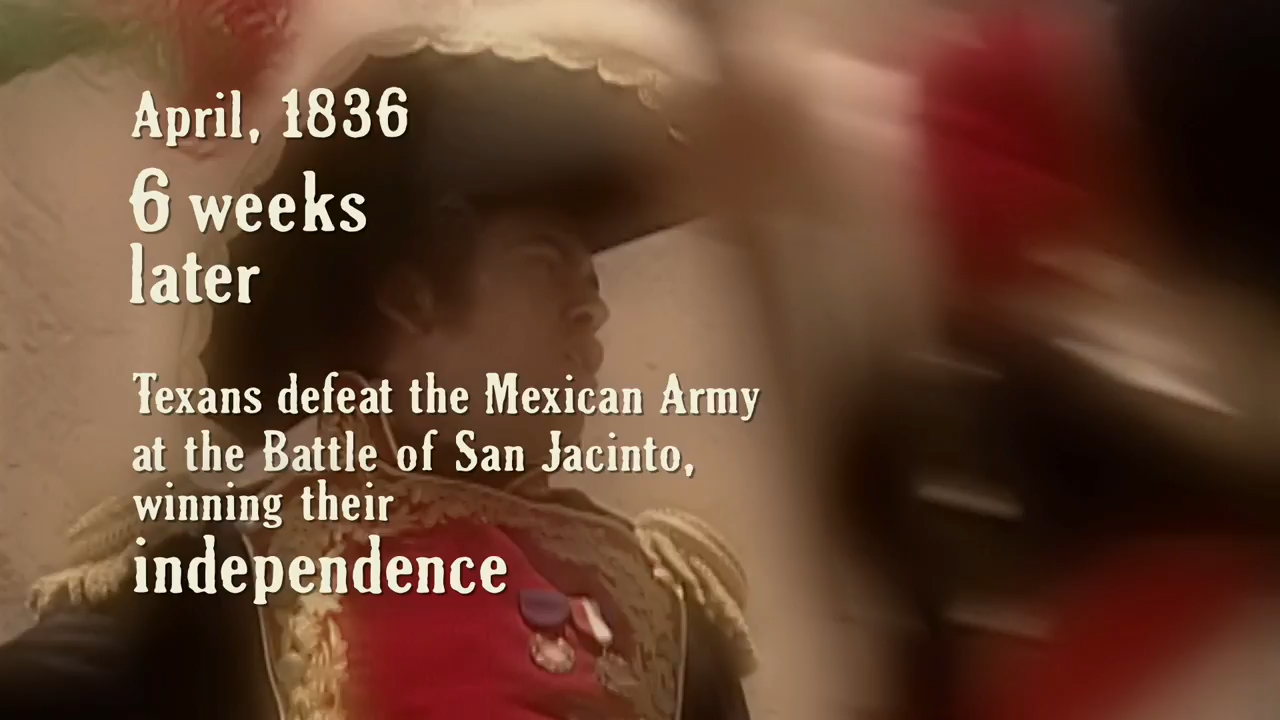 April, 1836
6 weeks
later
Texans defeat the Mexican Army
at the Battle of San Jacinto,
winning their
independence